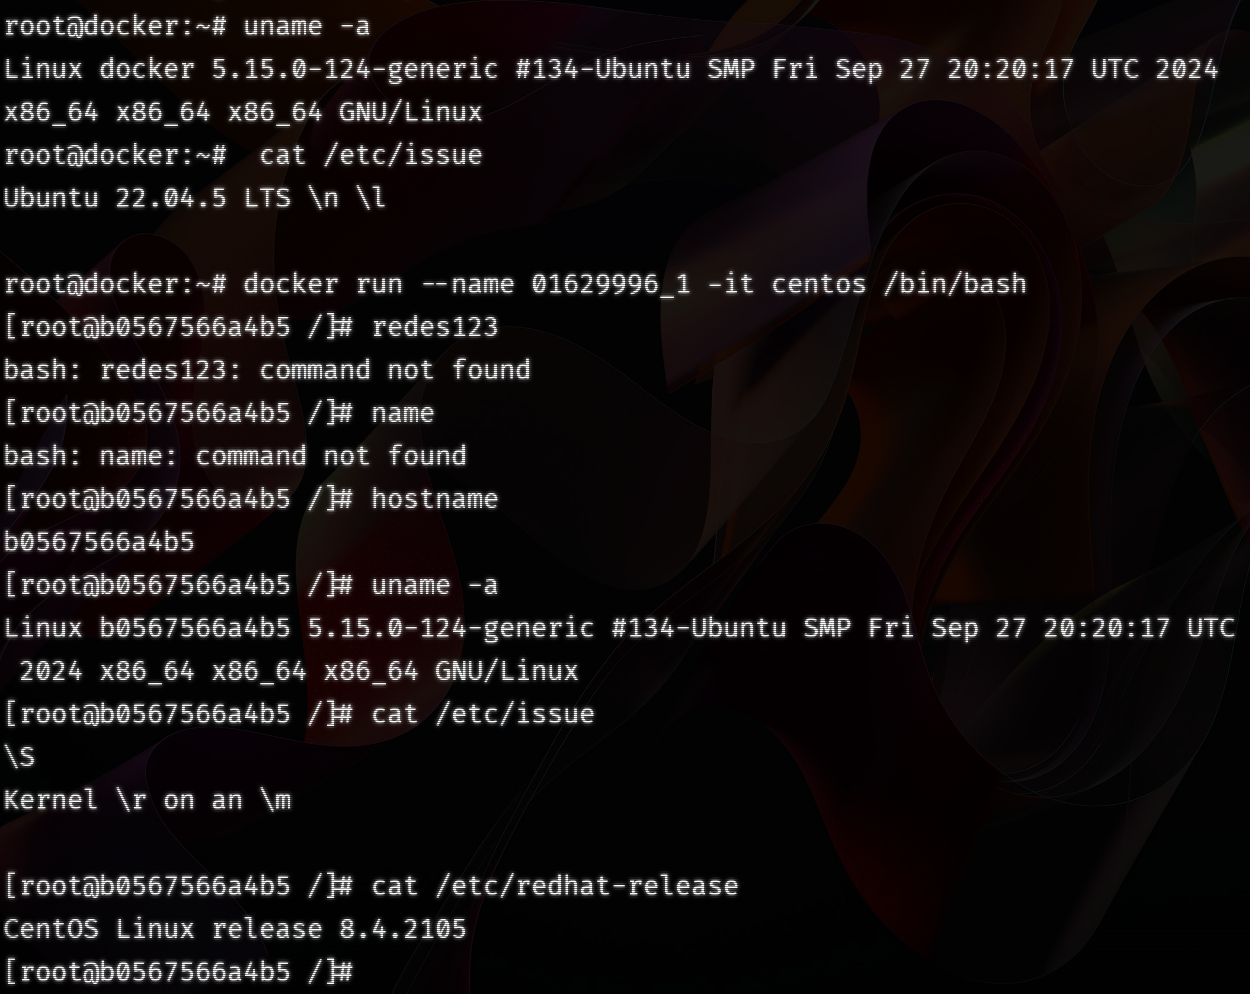 root@docker:~# uname -a
Linux docker 5.15.0-124-generic #134-Ubuntu SMP Fri Sep 27 20:20:17 UTC 2024
x86_64 x86_64 x86_64 GNU/Linux
root@docker:~#  cat /etc/issue
Ubuntu 22.04.5 LTS \n \l

root@docker:~# docker run --name 01629996_1 -it centos /bin/bash
[root@b0567566a4b5 /]# redes123
bash: redes123: command not found
[root@b0567566a4b5 /]# name
bash: name: command not found
[root@b0567566a4b5 /]# hostname
b0567566a4b5
[root@b0567566a4b5 /]# uname -a
Linux b0567566a4b5 5.15.0-124-generic #134-Ubuntu SMP Fri Sep 27 20:20:17 UTC
 2024 x86_64 x86_64 x86_64 GNU/Linux
[root@b0567566a4b5 /]# cat /etc/issue
\S
Kernel \r on an \m

[root@b0567566a4b5 /]# cat /etc/redhat-release
CentOS Linux release 8.4.2105
[root@b0567566a4b5 /]#